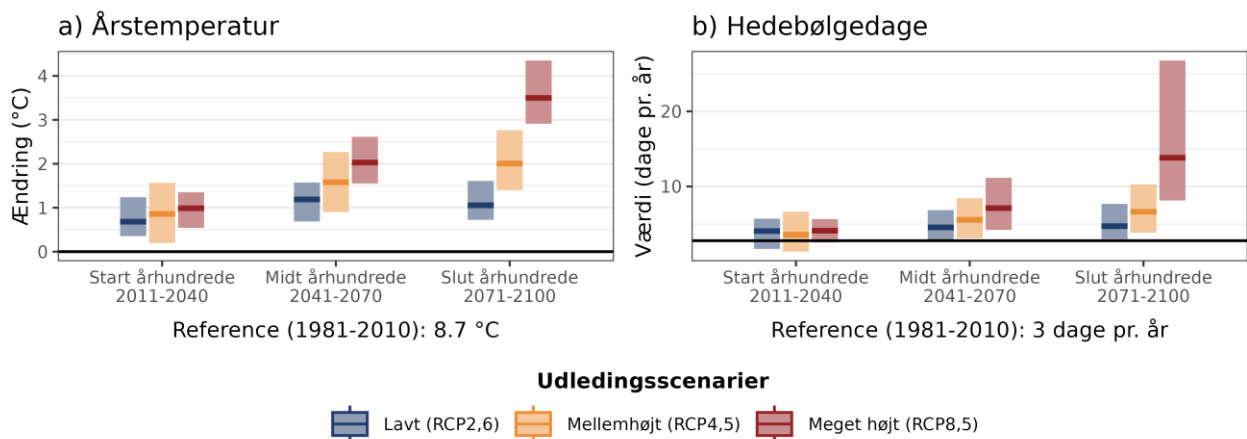 a) Årstemperatur
Ændring (°C)
4
3
2
1
0
Start århundrede
2011-2040
Midt århundrede
2041-2070
Slut århundrede
2071-2100
Reference (1981-2010): 8.7 °C
b) Hedebølgedage
Værdi (dage pr. år)
20
10
Start århundrede
2011-2040
Midt århundrede
2041-2070
Slut århundrede
2071-2100
Reference (1981-2010): 3 dage pr. år
Udledingsscenarier
Lavt (RCP2,6)
Mellemhøjt (RCP4,5)
Meget højt (RCP8,5)